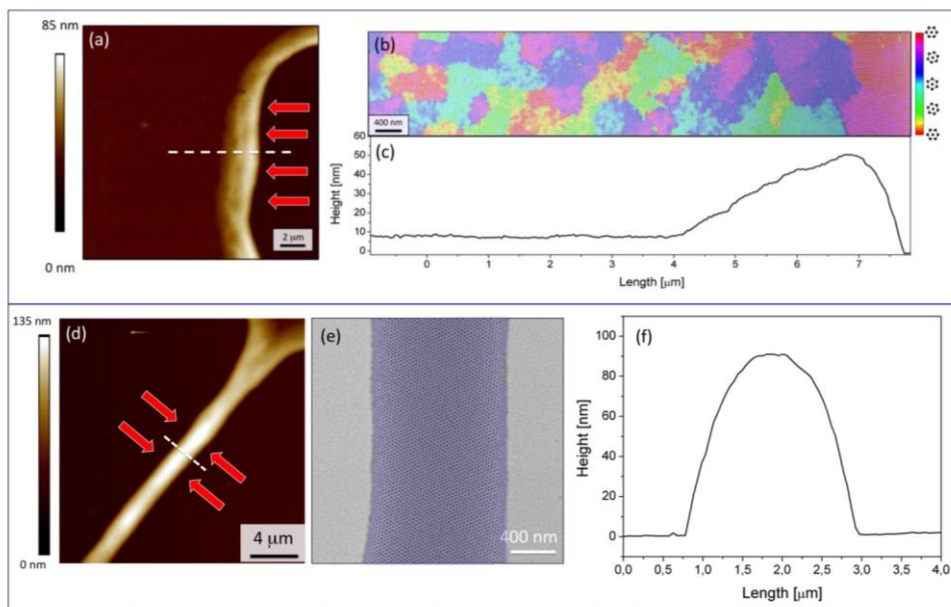 85 nm
(a)
2 μm
0 nm
(b)
400 nm
(c)
Height [nm]
60
50
40
30
20
10
0
0
1
2
3
4
5
6
7
Length [μm]
135 nm
(d)
4 μm
0 nm
(e)
400 nm
(f)
Height [nm]
100
80
60
40
20
0
0,0
0,5
1,0
1,5
2,0
2,5
3,0
3,5
4,0
Length [μm]